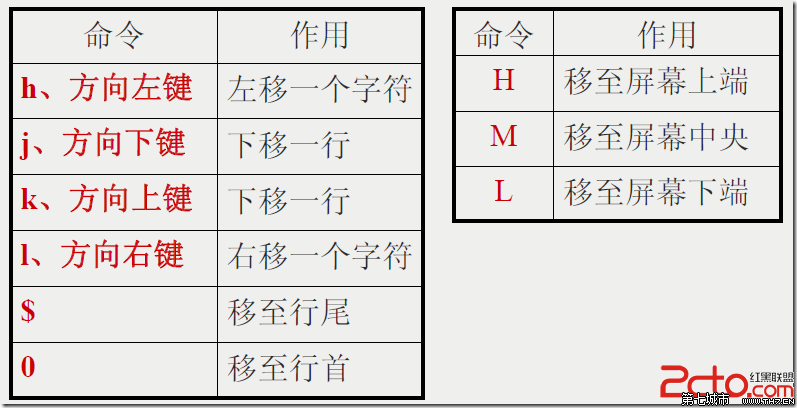 命令 作用
h、方向左键 左移一个字符
j、方向下键 下移一行
k、方向上键 下移一行
l、方向右键 右移一个字符
$ 移至行尾
0 移至行首
命令 作用
H 移至屏幕上端
M 移至屏幕中央
L 移至屏幕下端
2cto.com 红黑联盟
第七城市 www.TH7.CN